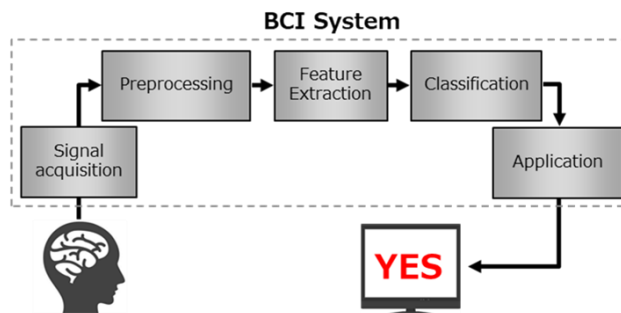 BCI System
Preprocessing
Feature
Extraction
Classification
Signal
acquisition
Application
YES